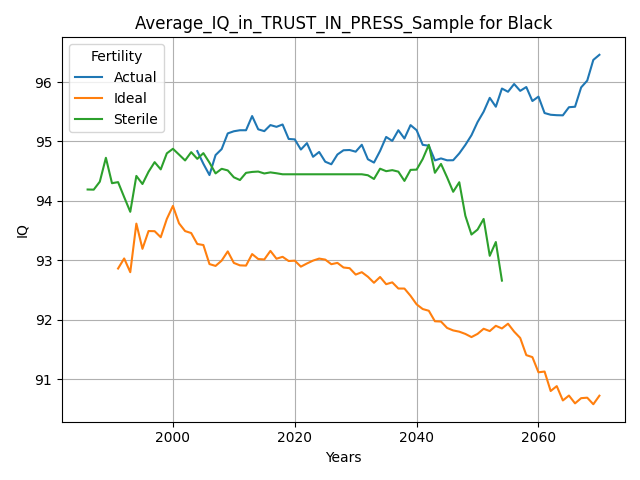 Average_IQ_in_TRUST_IN_PRESS_Sample for Black
Fertility
Actual
Ideal
Sterile
96
95
94
93
92
91
IQ
2000
2020
2040
2060
Years